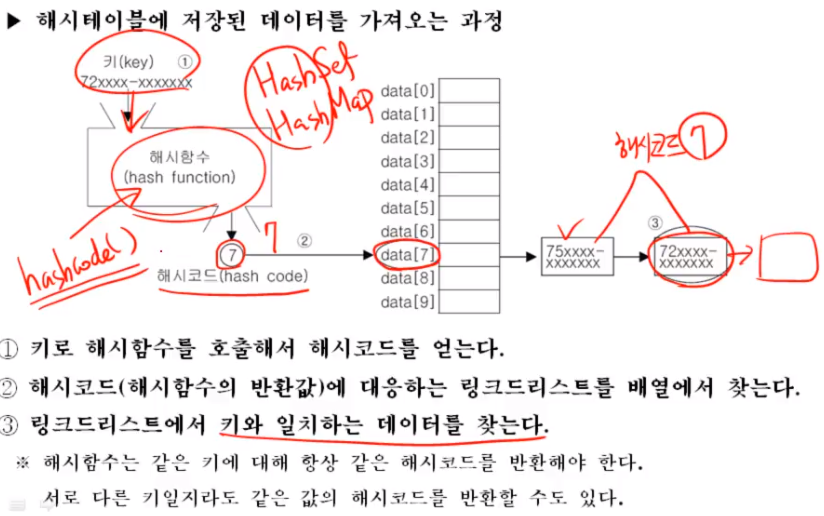 ▶ 해시테이블에 저장된 데이터를 가져오는 과정
키(key) ①
72xxxx-xxxxxxx
HashSet
HashMap
해시함수
(hash function)
hashcode()
7
7
②
해시코드(hash code)
data[0]
data[1]
data[2]
data[3]
data[4]
data[5]
data[6]
data[7]
data[8]
data[9]
해시코드 7
③
75xxxx-
xxxxxxx
72xxxx-
xxxxxxx
① 키로 해시함수를 호출해서 해시코드를 얻는다.
② 해시코드(해시함수의 반환값)에 대응하는 링크드리스트를 배열에서 찾는다.
③ 링크드리스트에서 키와 일치하는 데이터를 찾는다.
※ 해시함수는 같은 키에 대해 항상 같은 해시코드를 반환해야 한다.
서로 다른 키일지라도 같은 값의 해시코드를 반환할 수도 있다.